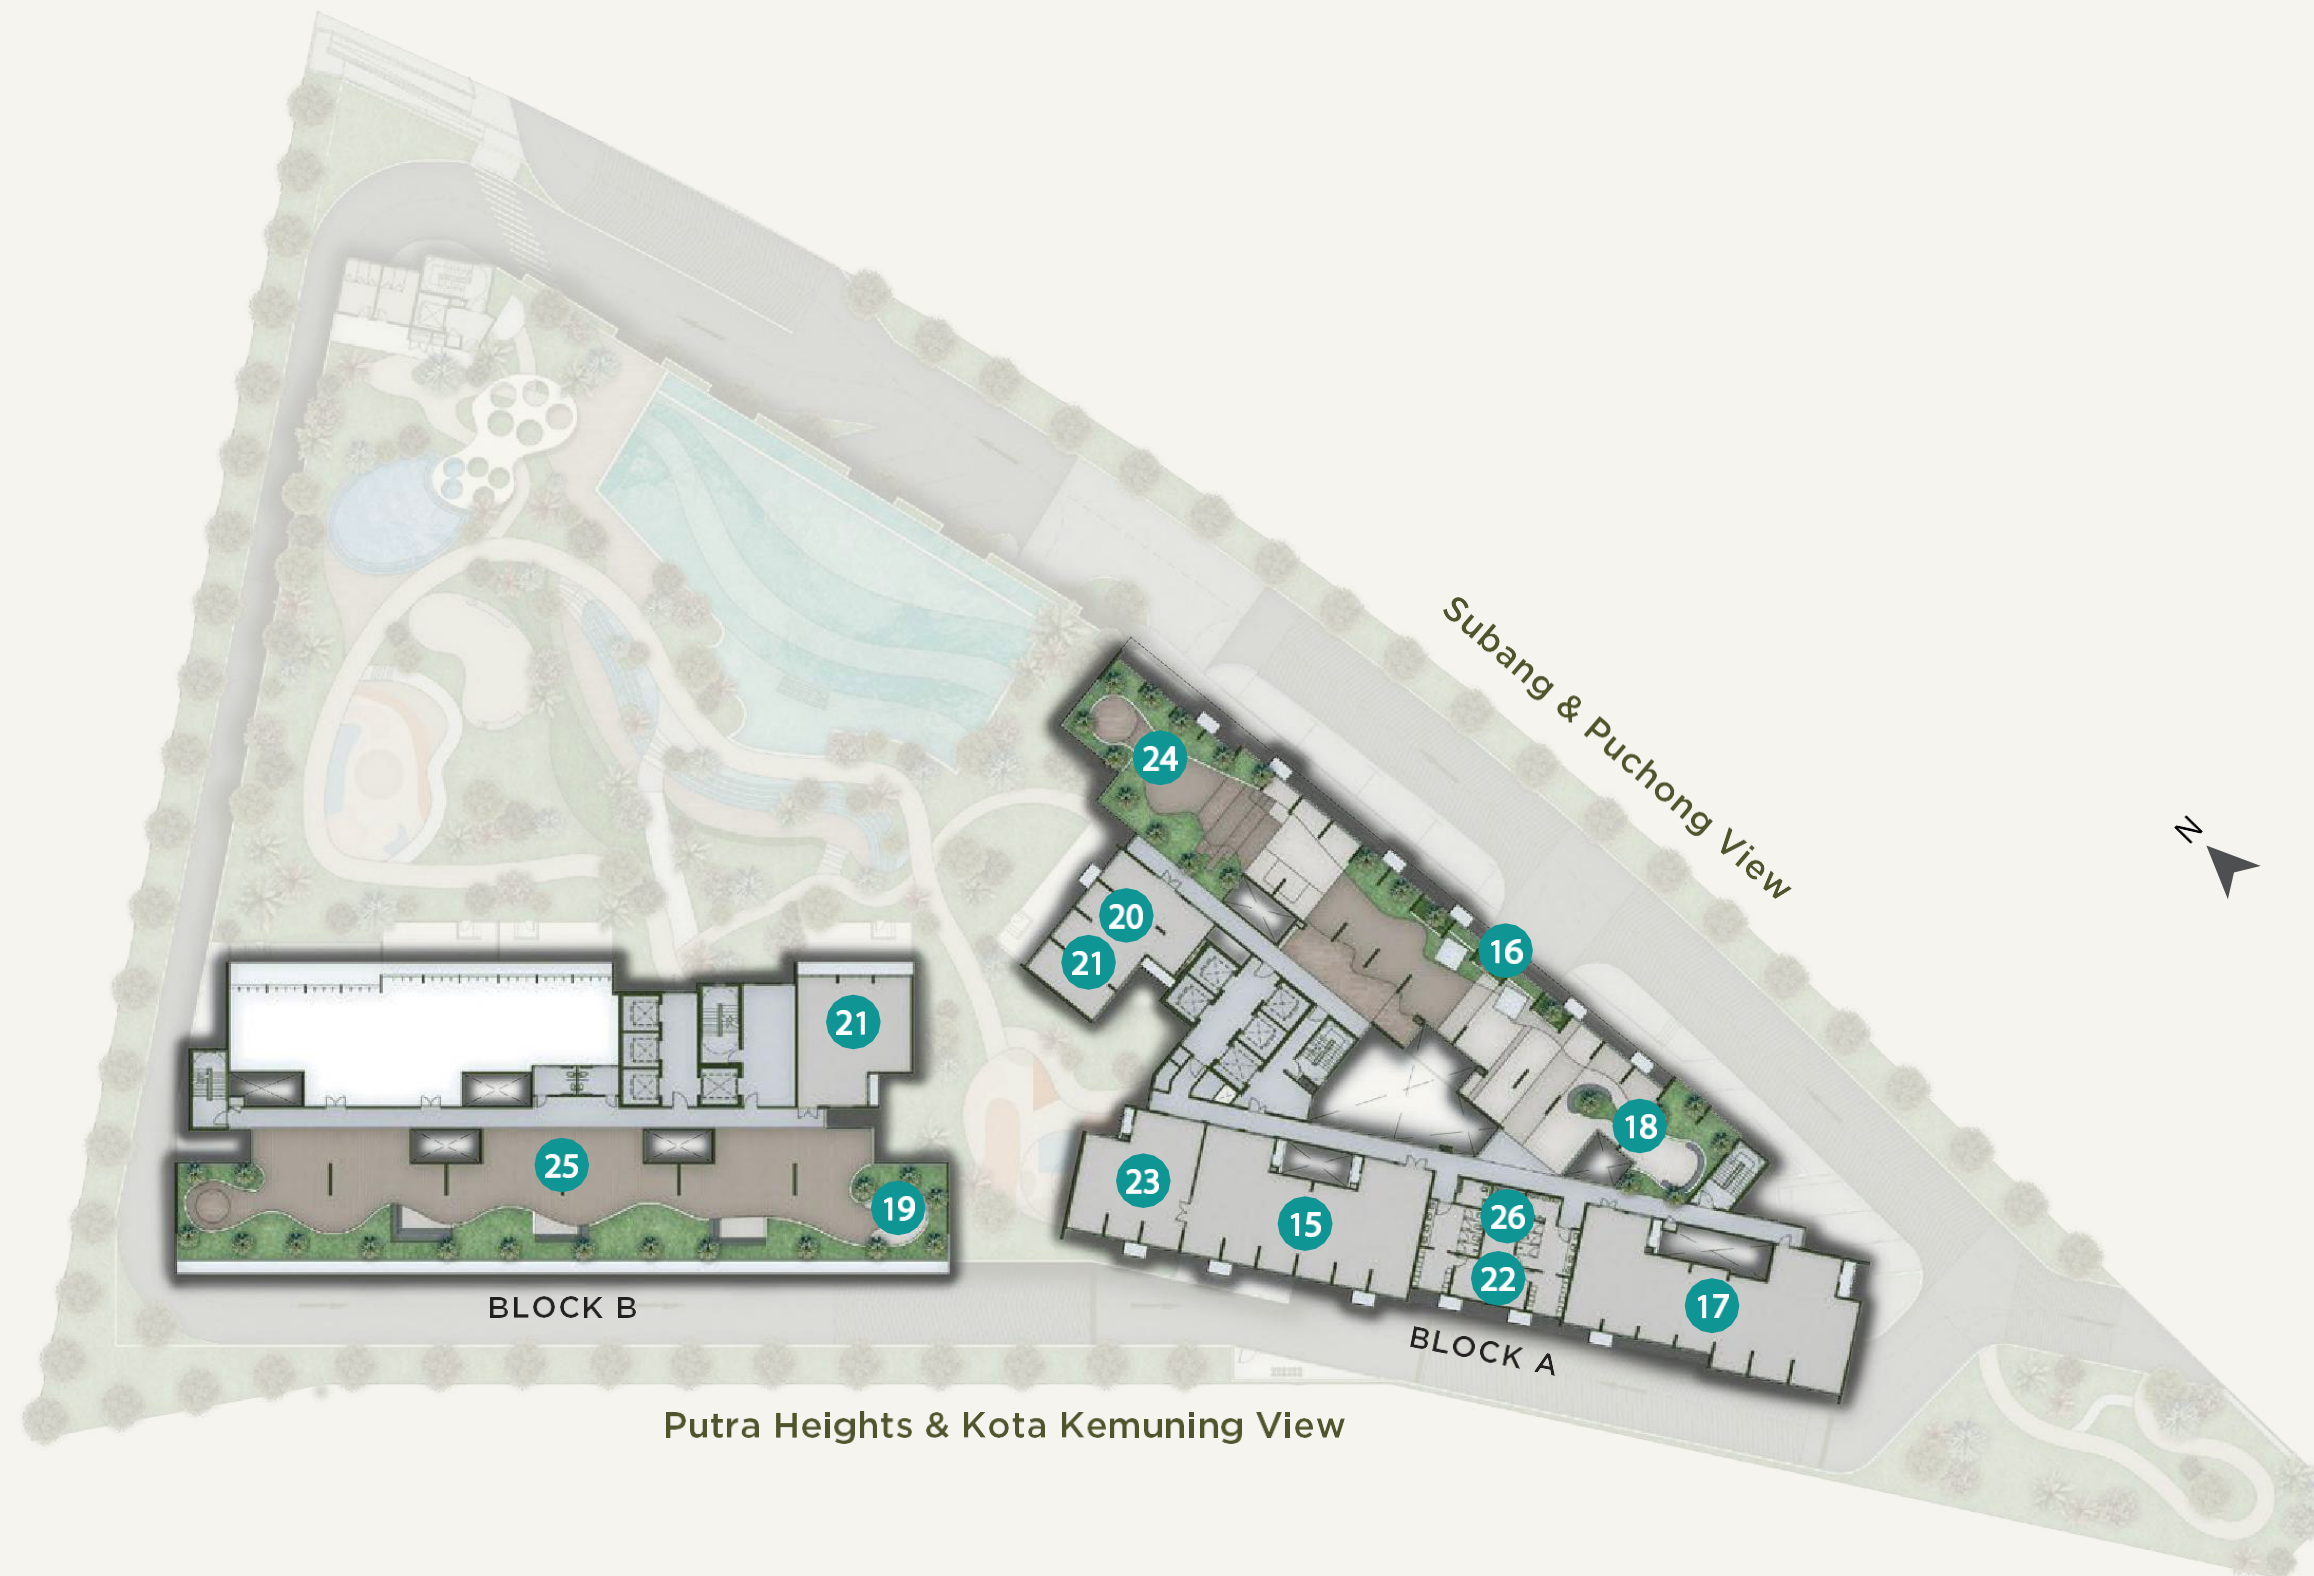 Subang & Puchong View
24
N
20
21
16
21
18
25
23
19
15
26
22
17
BLOCK B
BLOCK A
Putra Heights & Kota Kemuning View